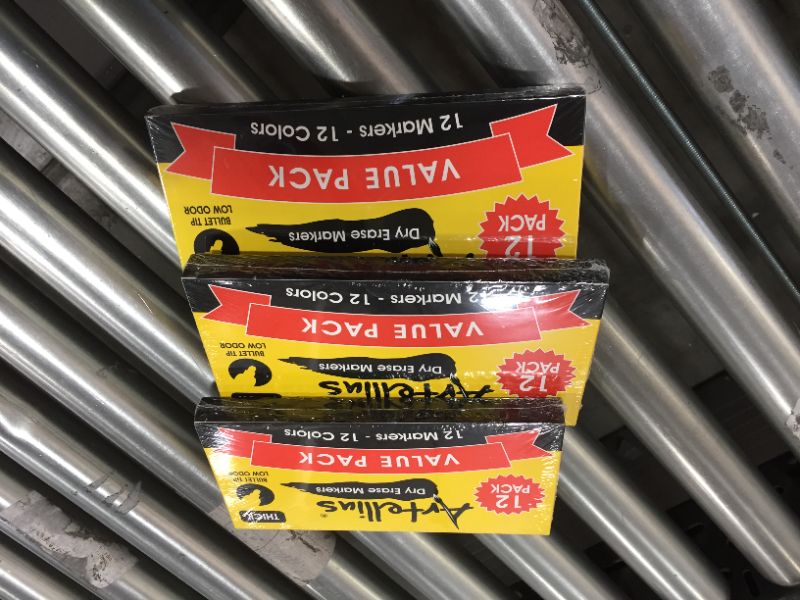 Artellius®
THICK
12
PACK
Dry Erase Markers
BULLET TIP
LOW ODOR
VALUE PACK
12 Markers - 12 Colors
Artellius
12
PACK
Dry Erase Markers
BULLET TIP
LOW ODOR
VALUE PACK
12 Markers - 12 Colors
12
PACK
Dry Erase Markers
BULLET TIP
LOW ODOR
VALUE PACK
12 Markers - 12 Colors